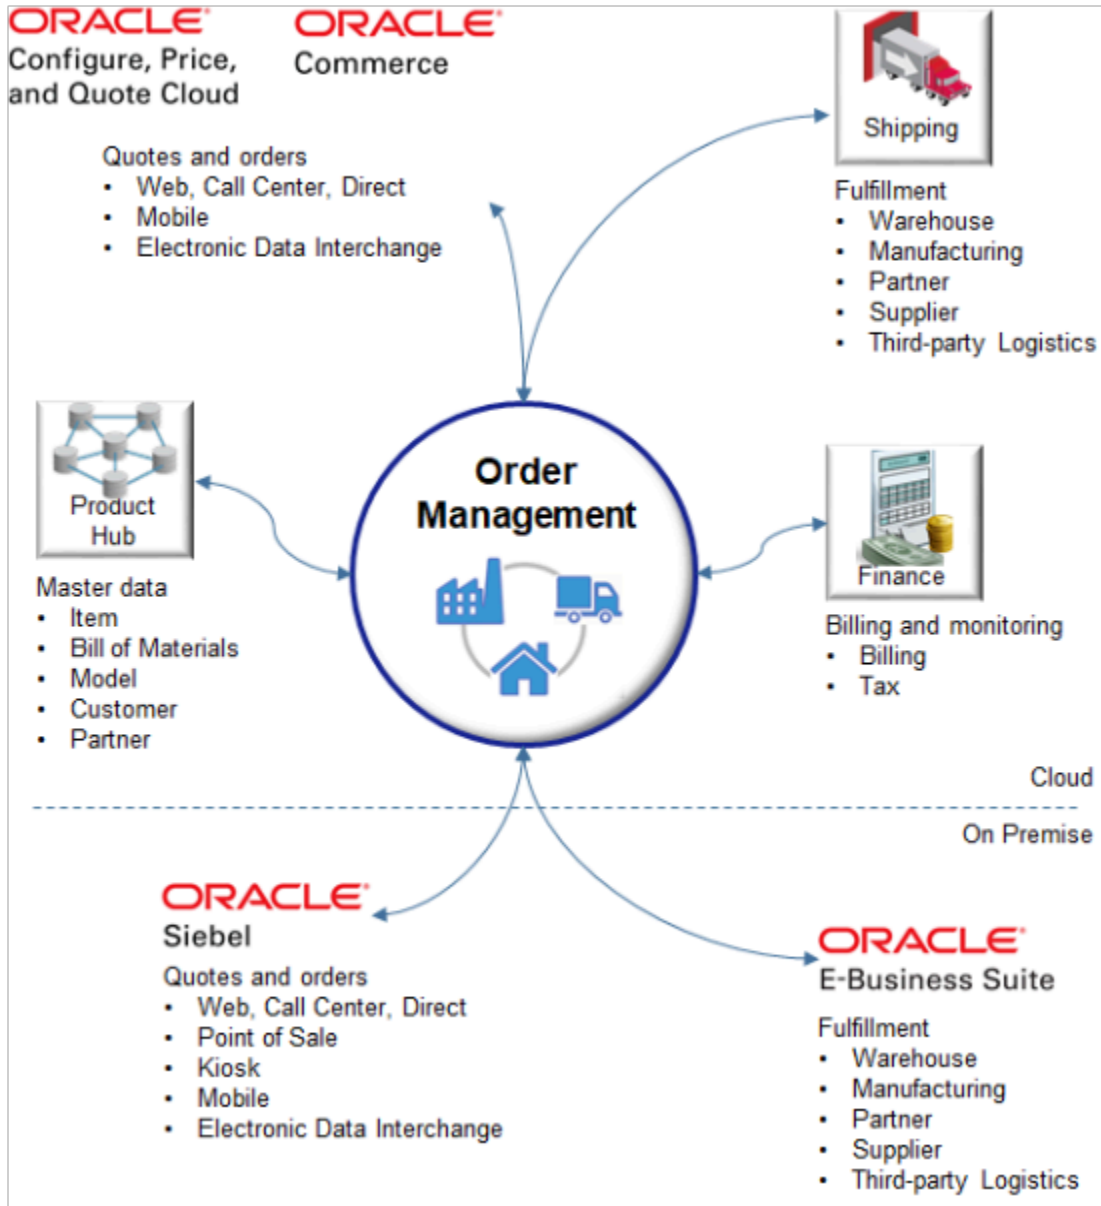 ORACLE®
Configure, Price,
and Quote Cloud
ORACLE®
Commerce
Quotes and orders
• Web, Call Center, Direct
• Mobile
• Electronic Data Interchange
Shipping
Fulfillment
• Warehouse
• Manufacturing
• Partner
• Supplier
• Third-party Logistics
Product
Hub
Master data
• Item
• Bill of Materials
• Model
• Customer
• Partner
Order
Management
Finance
Billing and monitoring
• Billing
• Tax
Cloud
On Premise
ORACLE®
Siebel
Quotes and orders
• Web, Call Center, Direct
• Point of Sale
• Kiosk
• Mobile
• Electronic Data Interchange
ORACLE®
E-Business Suite
Fulfillment
• Warehouse
• Manufacturing
• Partner
• Supplier
• Third-party Logistics